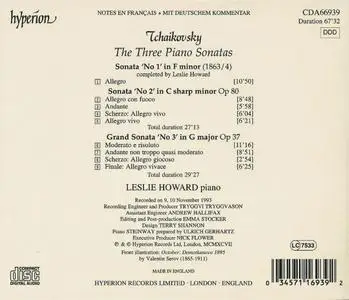 hyperion
NOTES EN FRANÇAIS • MIT DEUTSCHEM KOMMENTAR
CDA66939
Duration 67'32
DDD
Tchaikovsky
The Three Piano Sonatas
Sonata ‘No 1’ in F minor (1863/4)
completed by Leslie Howard
1 Allegro [10'50]
Sonata ‘No 2’ in C sharp minor Op 80
2 Allegro con fuoco [8'48]
3 Andante [5'58]
4 Scherzo: Allegro vivo [6'04]
5 Allegro vivo [6'21]
Total duration 27'13
Grand Sonata ‘No 3’ in G major Op 37
6 Moderato e risoluto [11'16]
7 Andante non troppo quasi moderato [8'51]
8 Scherzo: Allegro giocoso [2'54]
9 Finale: Allegro vivace [6'25]
Total duration 29'27
LESLIE HOWARD piano
Recorded on 9, 10 November 1993
Recording Engineer and Producer TRYGGVI TRYGGVASON
Assistant Engineer ANDREW HALLIFAX
Editing and Post-production EMMA STOCKER
Design TERRY SHANNON
Piano STEINWAY prepared by ULRICH GERHARTZ
Executive Producer NICK FLOWER
℗ & © Hyperion Records Ltd, London, MCMXCVII
Front illustration: October: Domotkanovo 1895
by Valentin Serov (1865-1911)
COMPACT
disc
DIGITAL AUDIO
MADE IN ENGLAND
LC 7533
HYPERION RECORDS LIMITED · LONDON · ENGLAND
0 34571 16939 2